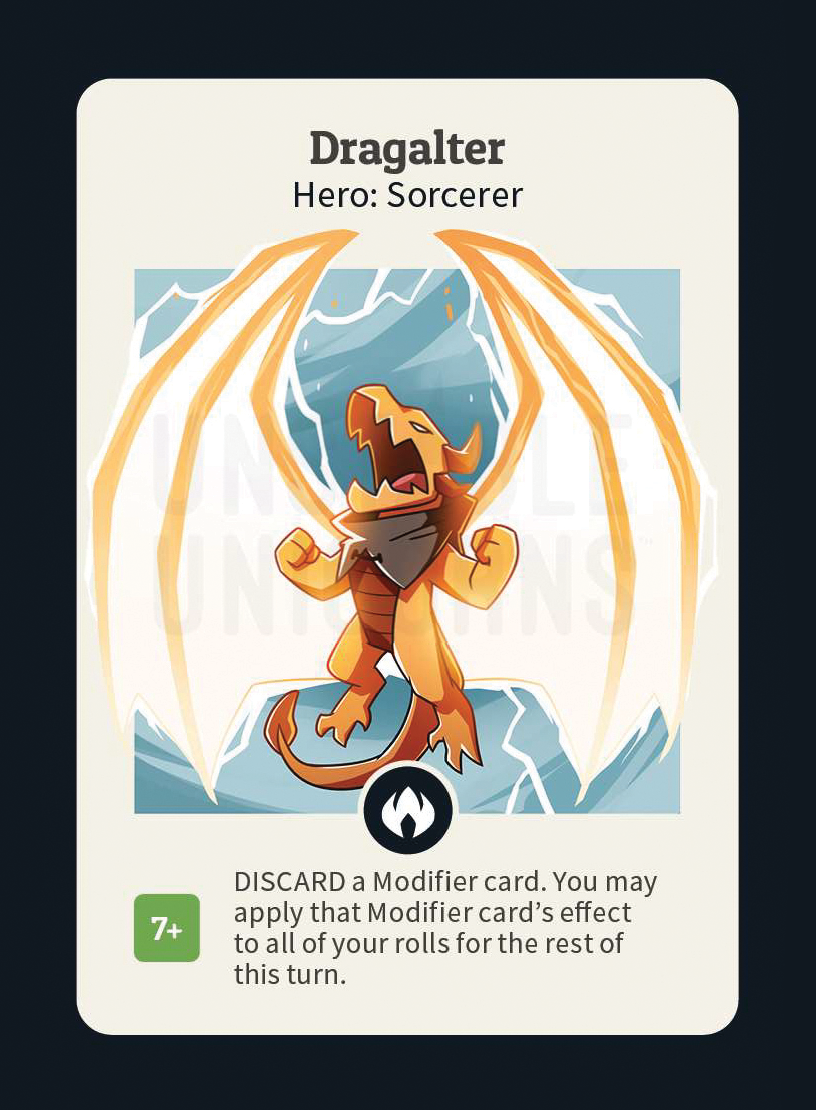 Dragalter
Hero: Sorcerer
UNSTABLE
UNICORNS
7+
DISCARD a Modifier card. You may
apply that Modifier card’s effect
to all of your rolls for the rest of
this turn.